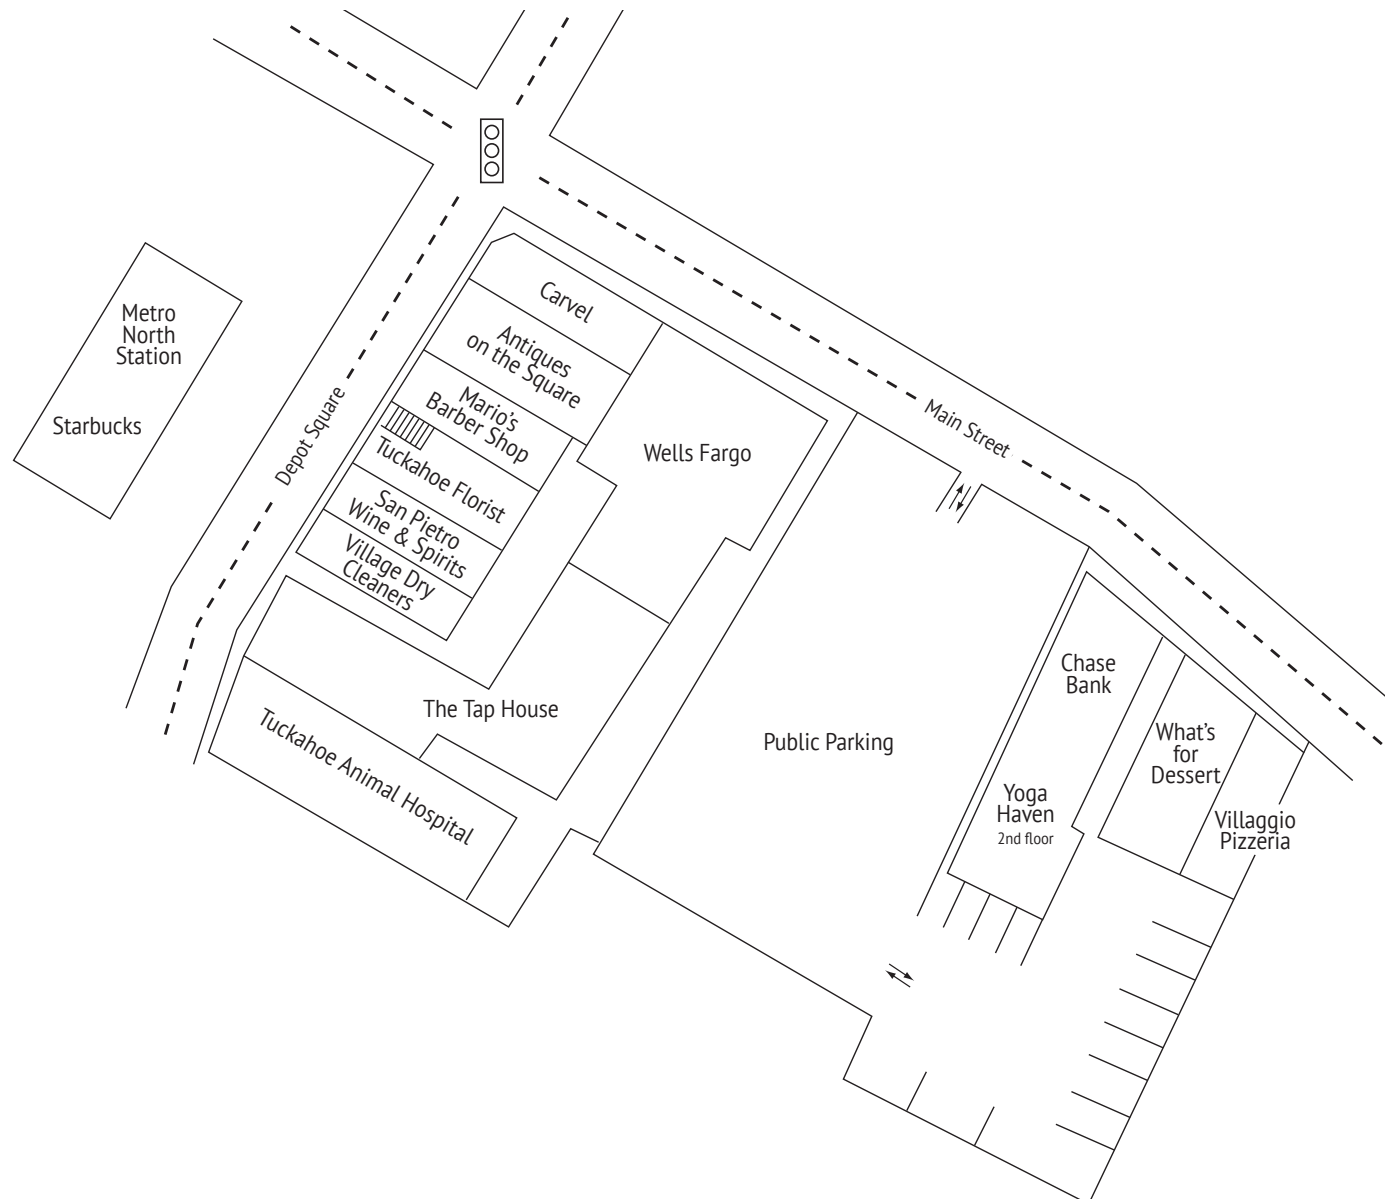 Metro
North
Station
Starbucks
Depot Square
Carvel
Antiques
on the Square
Mario's
Barber Shop
Tuckahoe Florist
San Pietro
Wine & Spirits
Village Dry
Cleaners
Wells Fargo
Main Street
The Tap House
Tuckahoe Animal Hospital
Public Parking
Chase
Bank
Yoga
Haven
2nd floor
What's
for
Dessert
Villaggio
Pizzeria